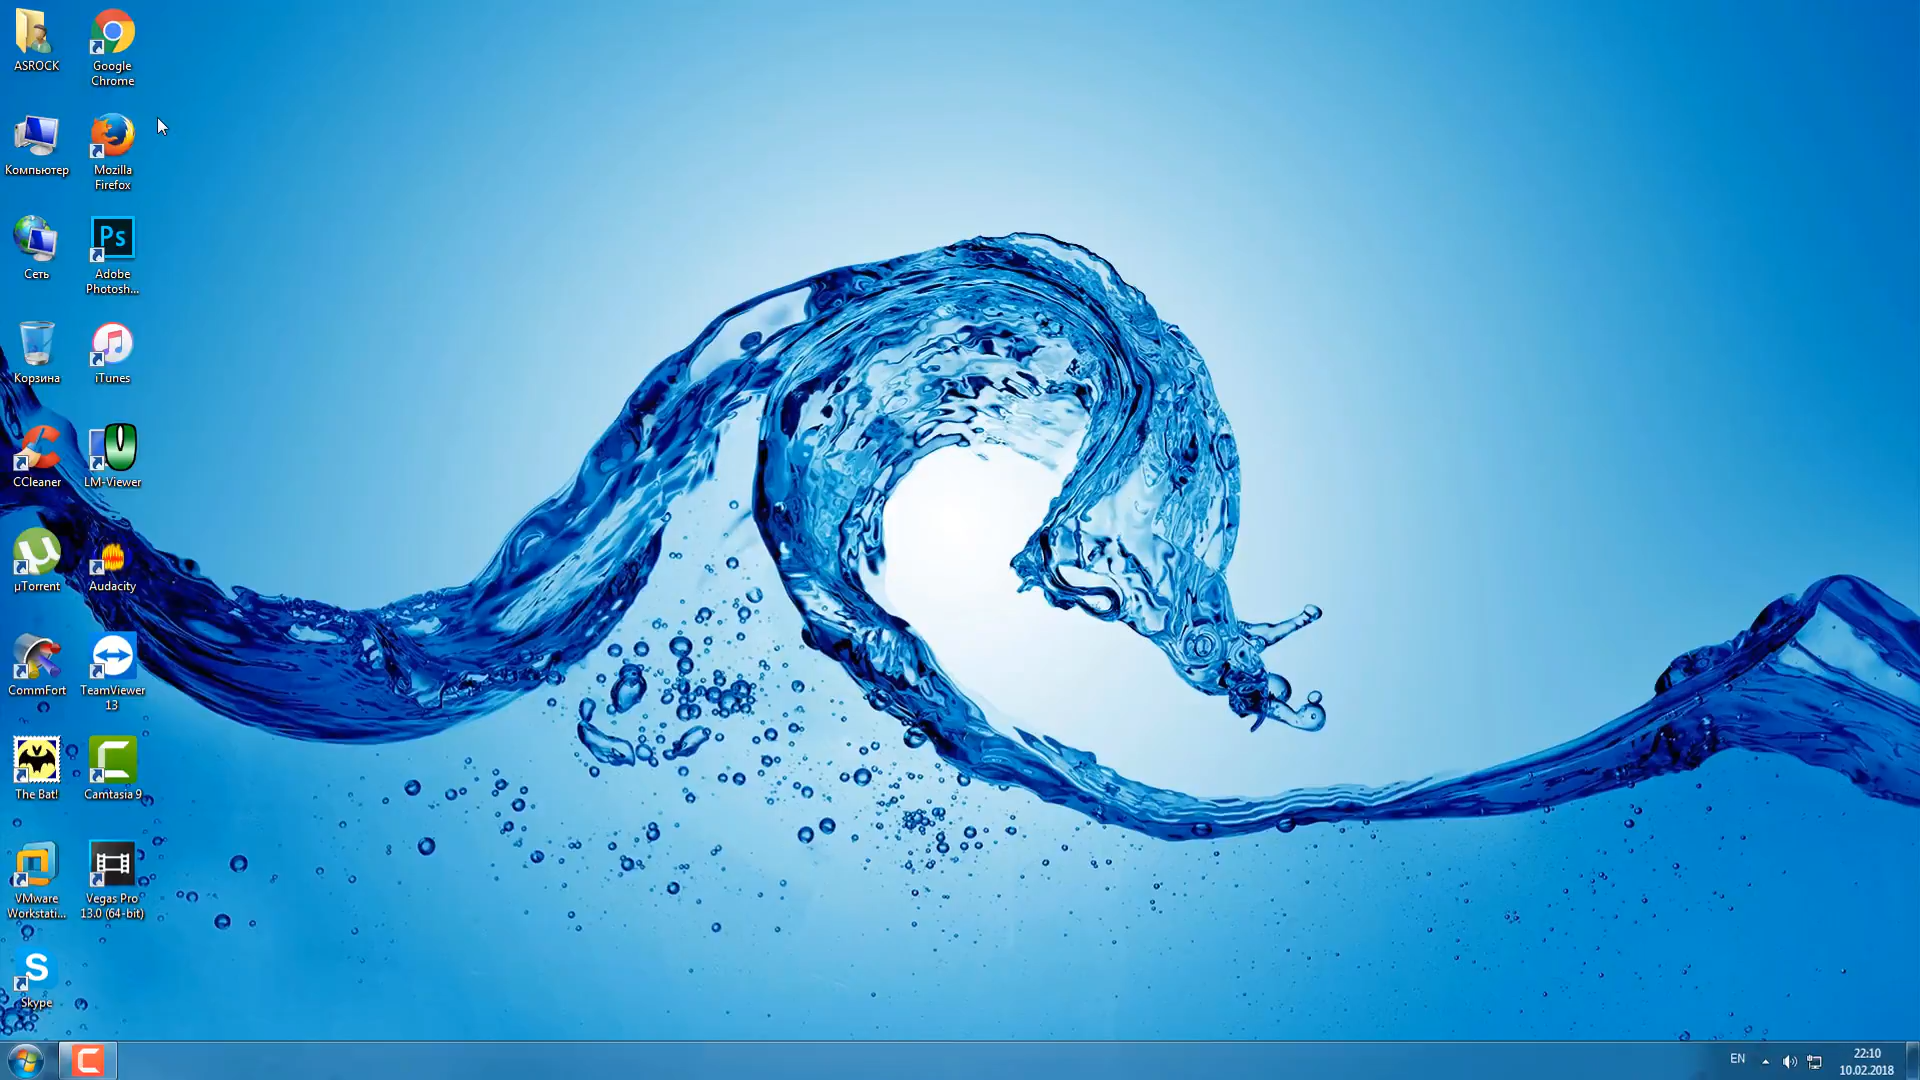 ASROCK
Google
Chrome
Компьютер
Mozilla
Firefox
Сеть
Ps
Adobe
Photosh...
Корзина
iTunes
CCleaner
LM-Viewer
µTorrent
Audacity
CommFort
TeamViewer
13
The Bat!
Camtasia 9
VMware
Workstati...
Vegas Pro
13.0 (64-bit)
Skype
EN
22:10
10.02.2018